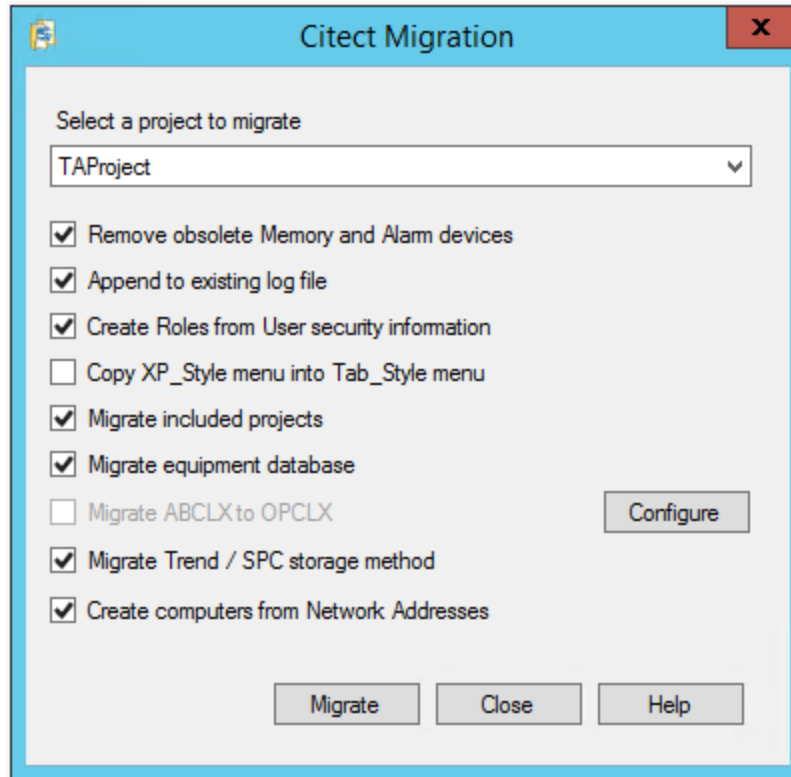 Citect Migration
x
Select a project to migrate
TAProject
Remove obsolete Memory and Alarm devices
Append to existing log file
Create Roles from User security information
Copy XP_Style menu into Tab_Style menu
Migrate included projects
Migrate equipment database
Migrate ABCLX to OPCLX
Configure
Migrate Trend / SPC storage method
Create computers from Network Addresses
Migrate Close Help